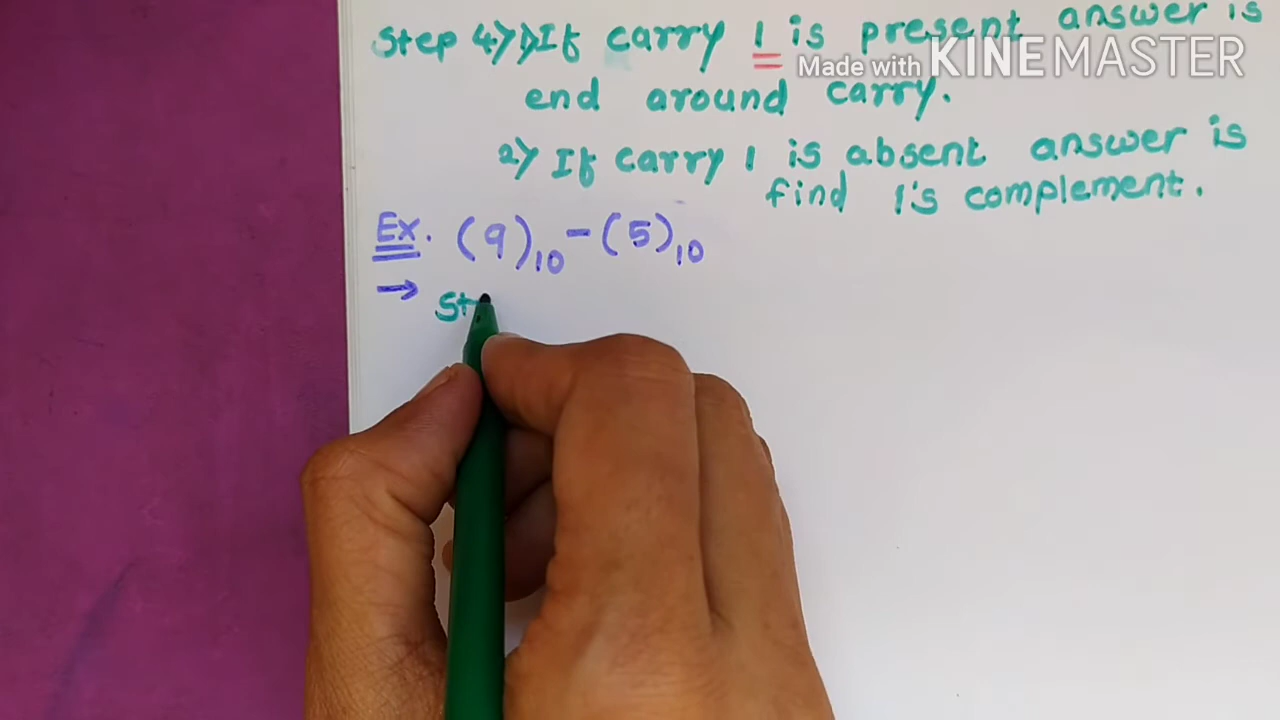 Step 4>1>If carry 1 is present answer is
Made with KINEMASTER
end around carry.
2> If carry 1 is absent answer is
find 1's complement.
Ex. (9)10 - (5)10
→ St